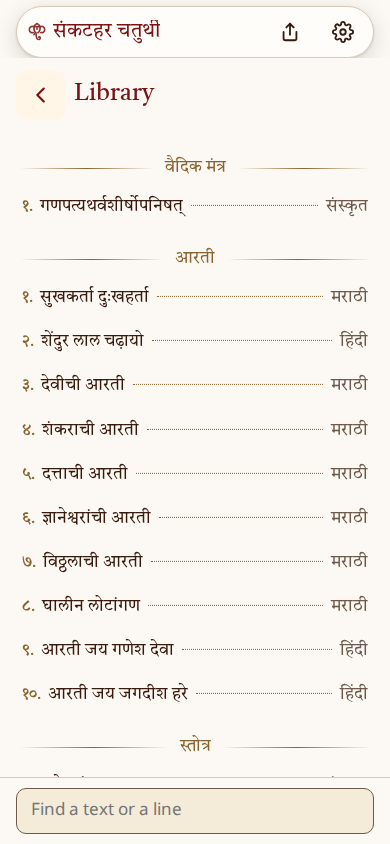 संकटहर चतुर्थी
Library
वैदिक मंत्र
१. गणपत्यथर्वशीर्षोपनिषत् संस्कृत
आरती
१. सुखकर्ता दुःखहर्ता मराठी
२. शेंदुर लाल चढ़ायो हिंदी
३. देवीची आरती मराठी
४. शंकराची आरती मराठी
५. दत्ताची आरती मराठी
६. ज्ञानेश्वरांची आरती मराठी
७. विठ्ठलाची आरती मराठी
८. घालीन लोटांगण मराठी
९. आरती जय गणेश देवा हिंदी
१०. आरती जय जगदीश हरे हिंदी
स्तोत्र
Find a text or a line